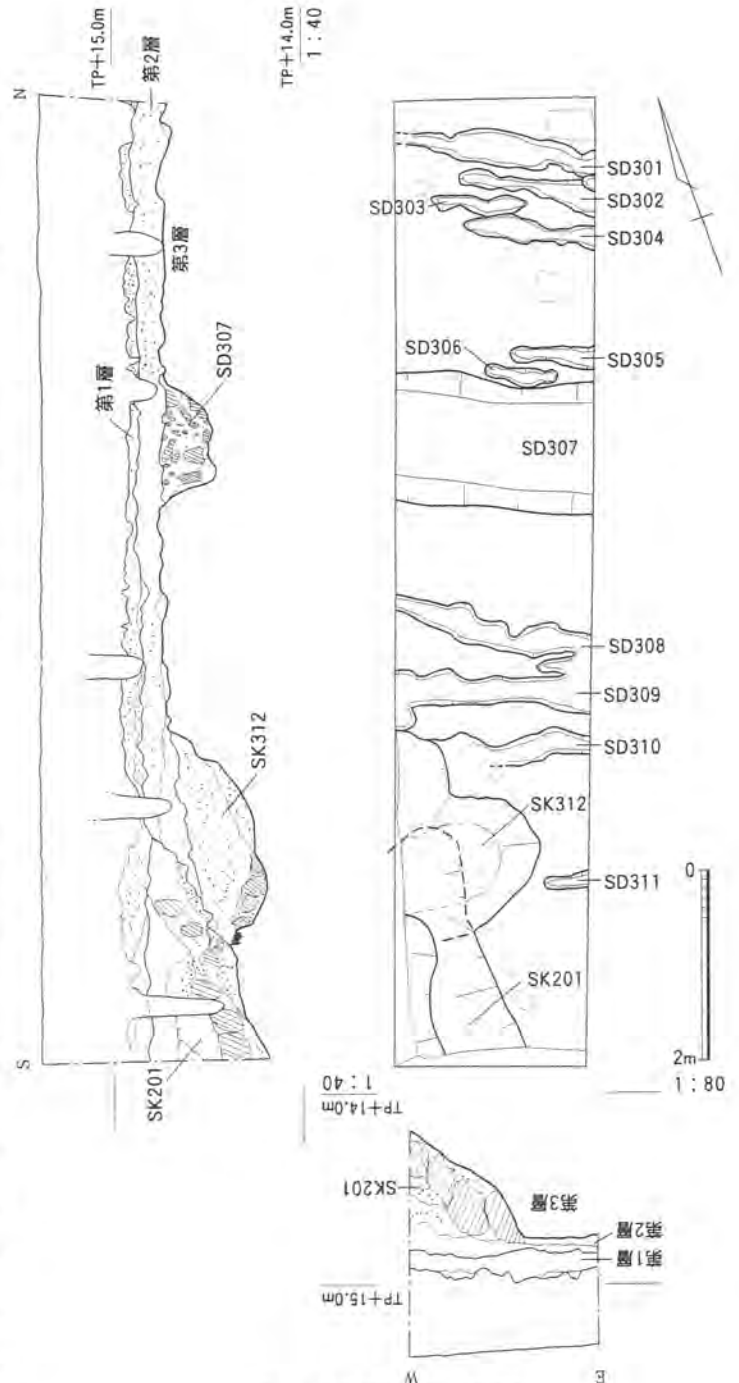 N
TP+15.0m
第2層
TP+14.0m
1:40
第3層
SD307
第1層
SK312
SK201
S
SD301
SD302
SD303
SD304
SD306
SD305
SD307
SD308
SD309
SD310
SK312
SD311
SK201
0
2m
1:80
1:40
TP+14.0m
SK201
第3層
第2層
第1層
TP+15.0m
W
E